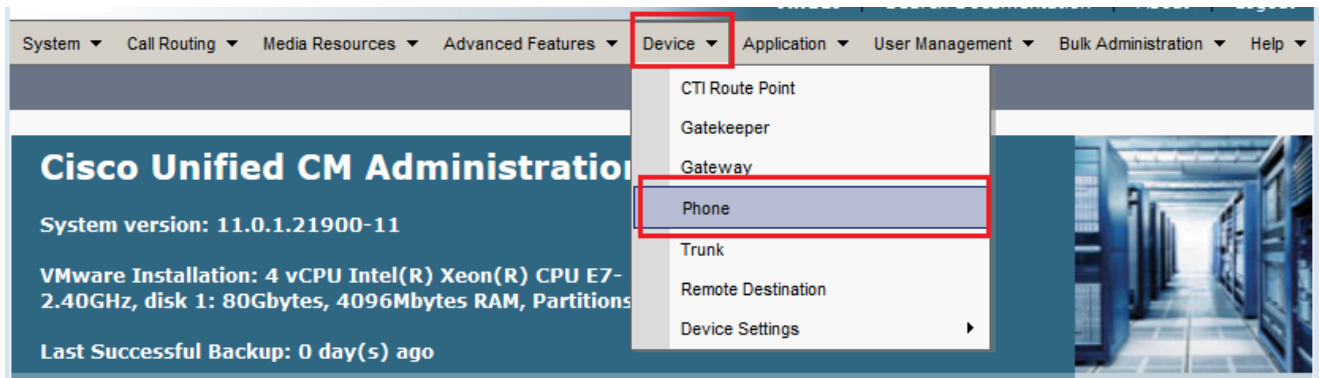 System Call Routing Media Resources Advanced Features Device Application User Management Bulk Administration Help
CTI Route Point
Gatekeeper
Gateway
Phone
Trunk
Remote Destination
Device Settings
Cisco Unified CM Administration
System version: 11.0.1.21900-11
VMware Installation: 4 vCPU Intel(R) Xeon(R) CPU E7-
2.40GHz, disk 1: 80Gbytes, 4096Mbytes RAM, Partitions
Last Successful Backup: 0 day(s) ago